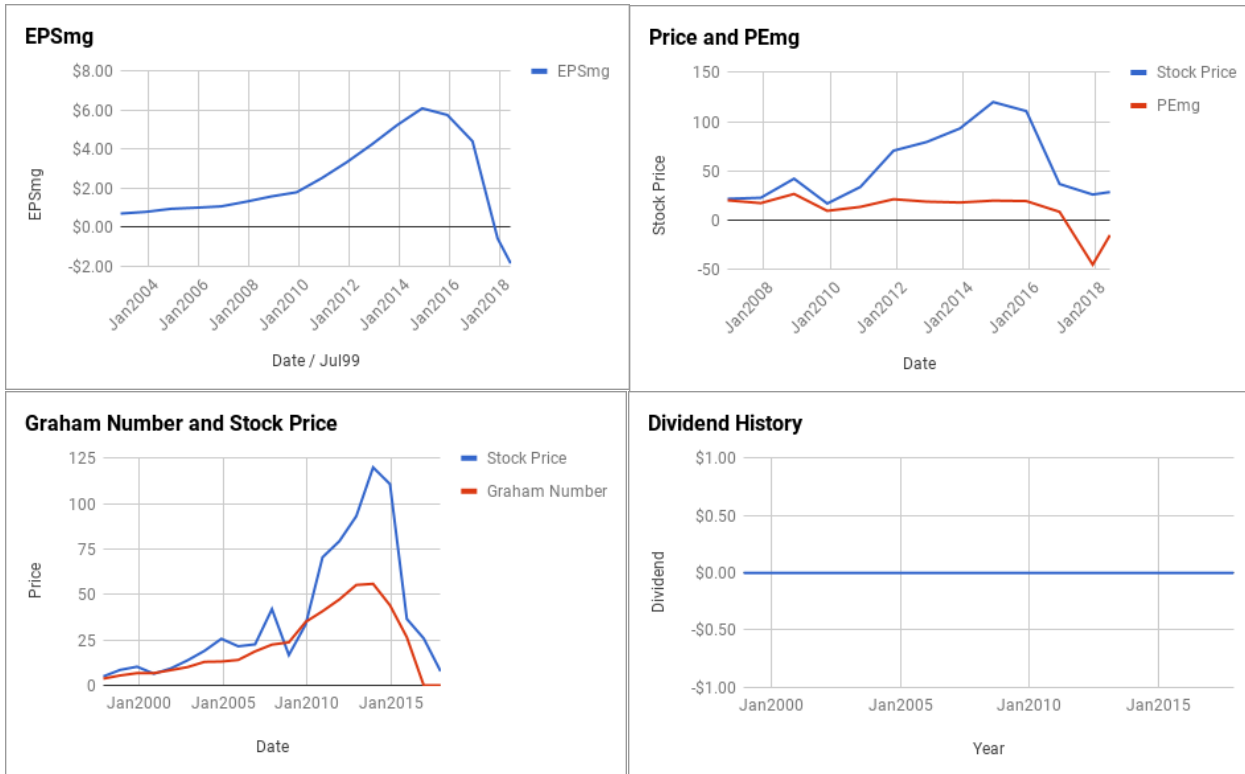 EPSmg
$8.00
$6.00
$4.00
$2.00
$0.00
-$2.00
EPSmg
Jan2004
Jan2006
Jan2008
Jan2010
Jan2012
Jan2014
Jan2016
Jan2018
Date / Jul99
EPSmg
Price and PEmg
150
100
50
0
-50
Stock Price
Jan2008
Jan2010
Jan2012
Jan2014
Jan2016
Jan2018
Date
Stock Price
PEmg
Graham Number and Stock Price
125
100
75
50
25
0
Price
Jan2000
Jan2005
Jan2010
Jan2015
Date
Stock Price
Graham Number
Dividend History
$1.00
$0.50
$0.00
-$0.50
-$1.00
Dividend
Jan2000
Jan2005
Jan2010
Jan2015
Year